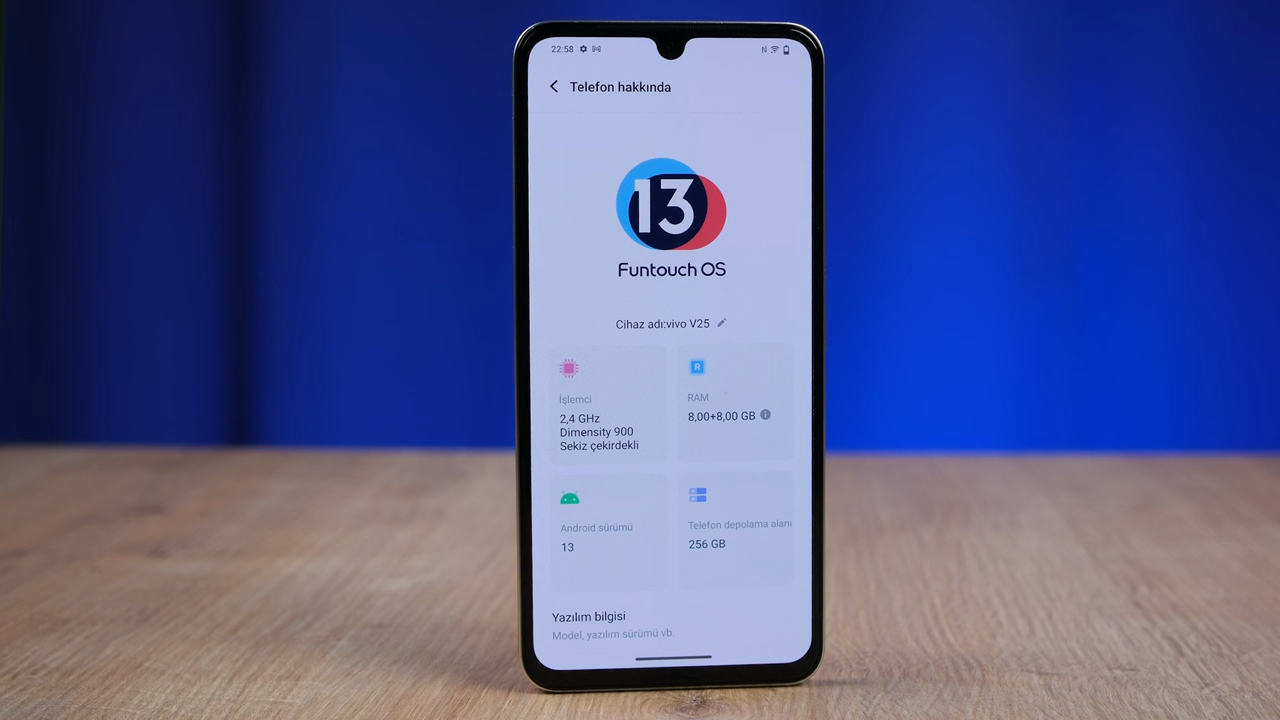 22:58
Telefon hakkında
13
Funtouch OS
Cihaz adı:vivo V25
R
İşlemci
2,4 GHz
Dimensity 900
Sekiz çekirdekli
RAM
8,00+8,00 GB
Android sürümü
13
Telefon depolama alanı
256 GB
Yazılım bilgisi
Model, yazılım sürümü vb.